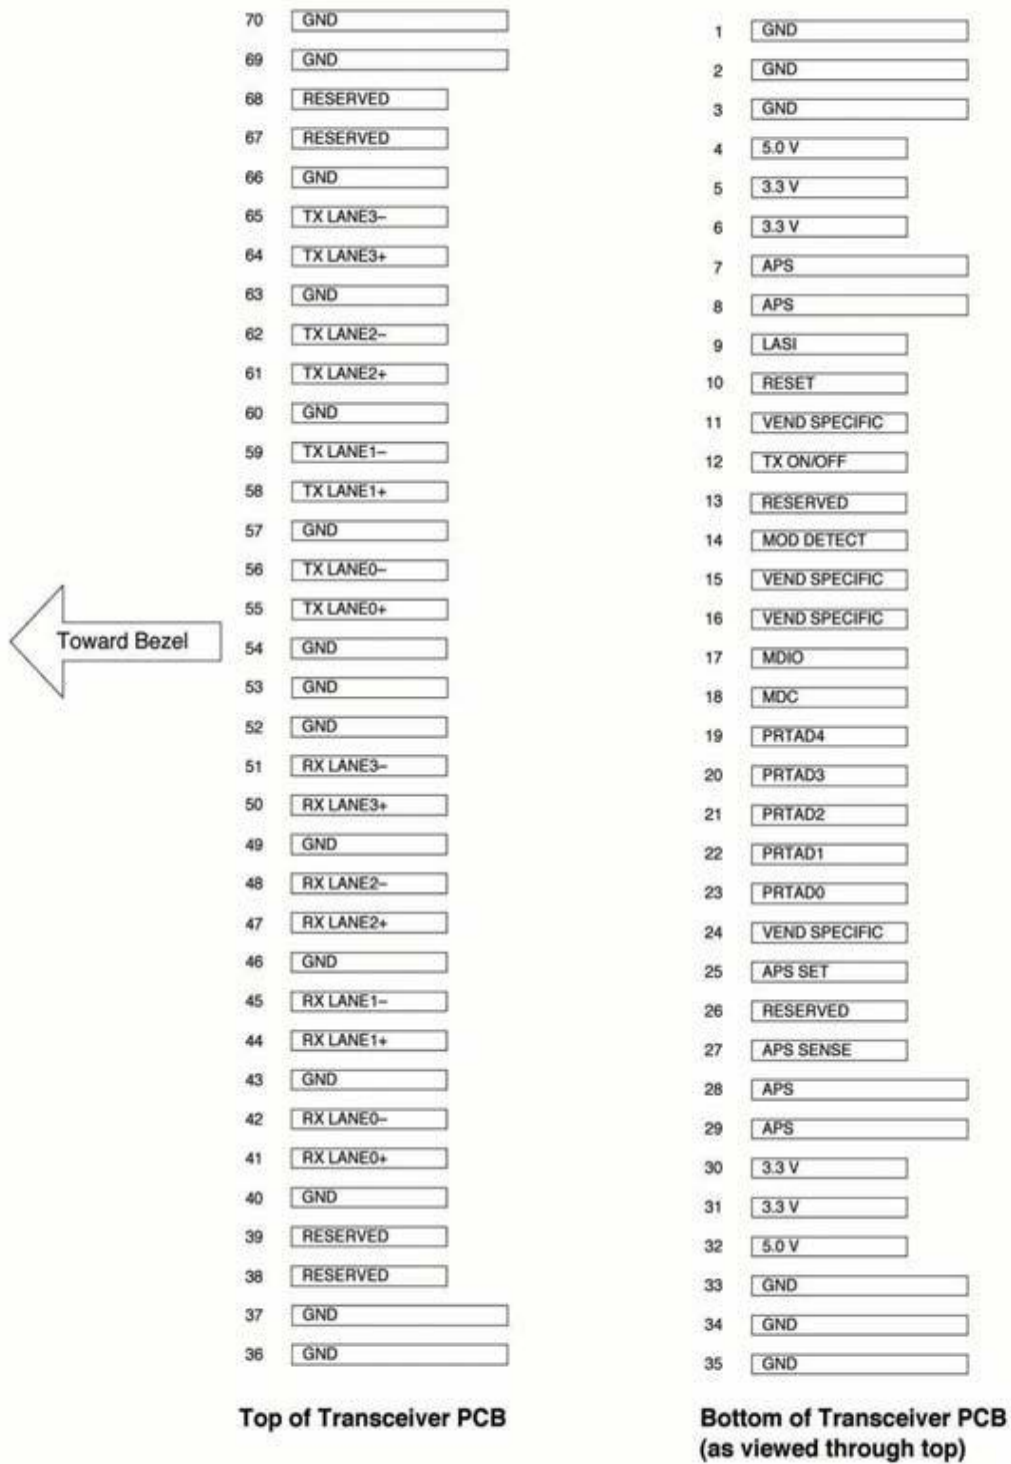 70 GND
69 GND
68 RESERVED
67 RESERVED
66 GND
65 TX LANE3–
64 TX LANE3+
63 GND
62 TX LANE2–
61 TX LANE2+
60 GND
59 TX LANE1–
58 TX LANE1+
57 GND
56 TX LANE0–
55 TX LANE0+
54 GND
53 GND
52 GND
51 RX LANE3–
50 RX LANE3+
49 GND
48 RX LANE2–
47 RX LANE2+
46 GND
45 RX LANE1–
44 RX LANE1+
43 GND
42 RX LANE0–
41 RX LANE0+
40 GND
39 RESERVED
38 RESERVED
37 GND
36 GND
Toward Bezel
Top of Transceiver PCB
1 GND
2 GND
3 GND
4 5.0 V
5 3.3 V
6 3.3 V
7 APS
8 APS
9 LASI
10 RESET
11 VEND SPECIFIC
12 TX ON/OFF
13 RESERVED
14 MOD DETECT
15 VEND SPECIFIC
16 VEND SPECIFIC
17 MDIO
18 MDC
19 PRTAD4
20 PRTAD3
21 PRTAD2
22 PRTAD1
23 PRTAD0
24 VEND SPECIFIC
25 APS SET
26 RESERVED
27 APS SENSE
28 APS
29 APS
30 3.3 V
31 3.3 V
32 5.0 V
33 GND
34 GND
35 GND
Bottom of Transceiver PCB
(as viewed through top)